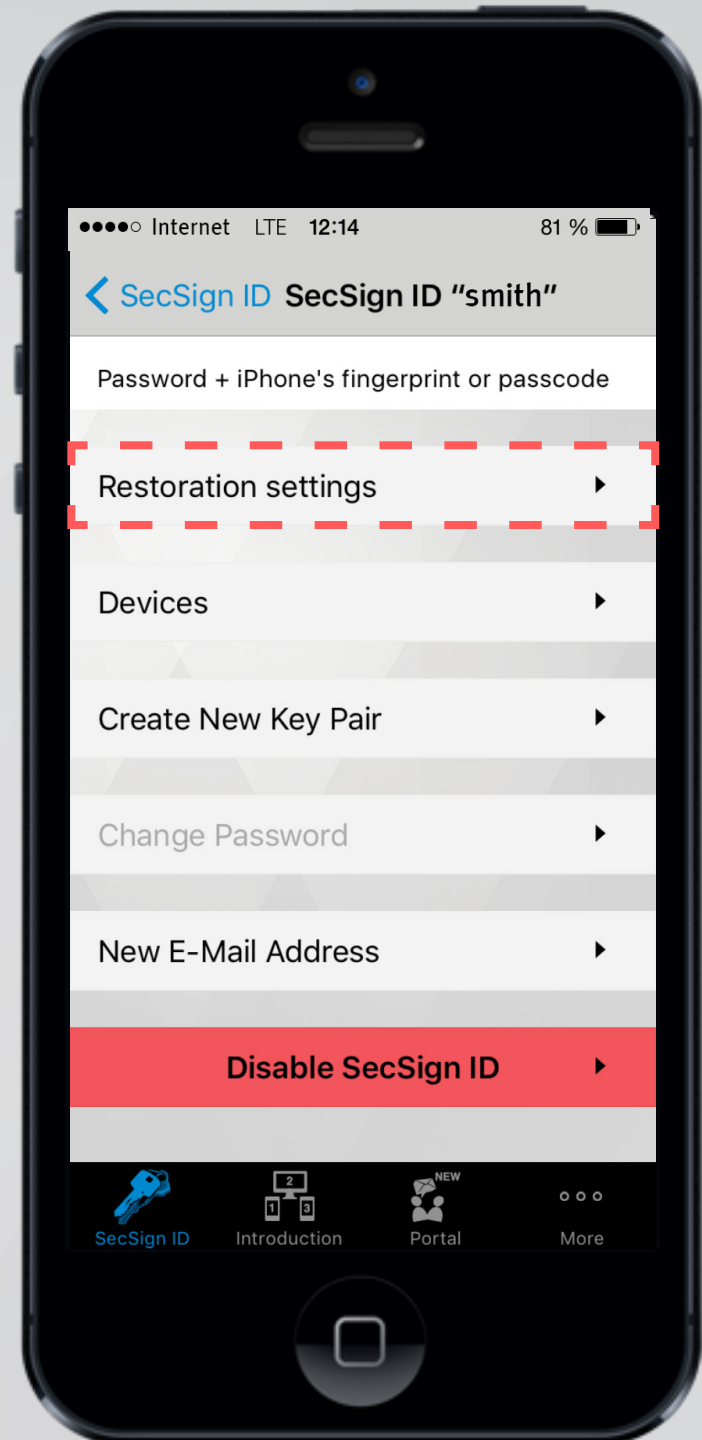 Internet LTE 12:14 81 %
SecSign ID SecSign ID “smith”
Password + iPhone's fingerprint or passcode
Restoration settings
Devices
Create New Key Pair
Change Password
New E-Mail Address
Disable SecSign ID
2
1 3
NEW
SecSign ID Introduction Portal More